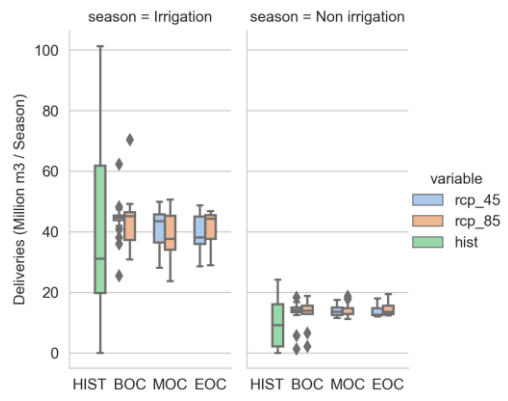 season = Irrigation
season = Non irrigation
Deliveries (Million m3 / Season)
100
80
60
40
20
0
HIST BOC MOC EOC
HIST BOC MOC EOC
variable
rcp_45
rcp_85
hist